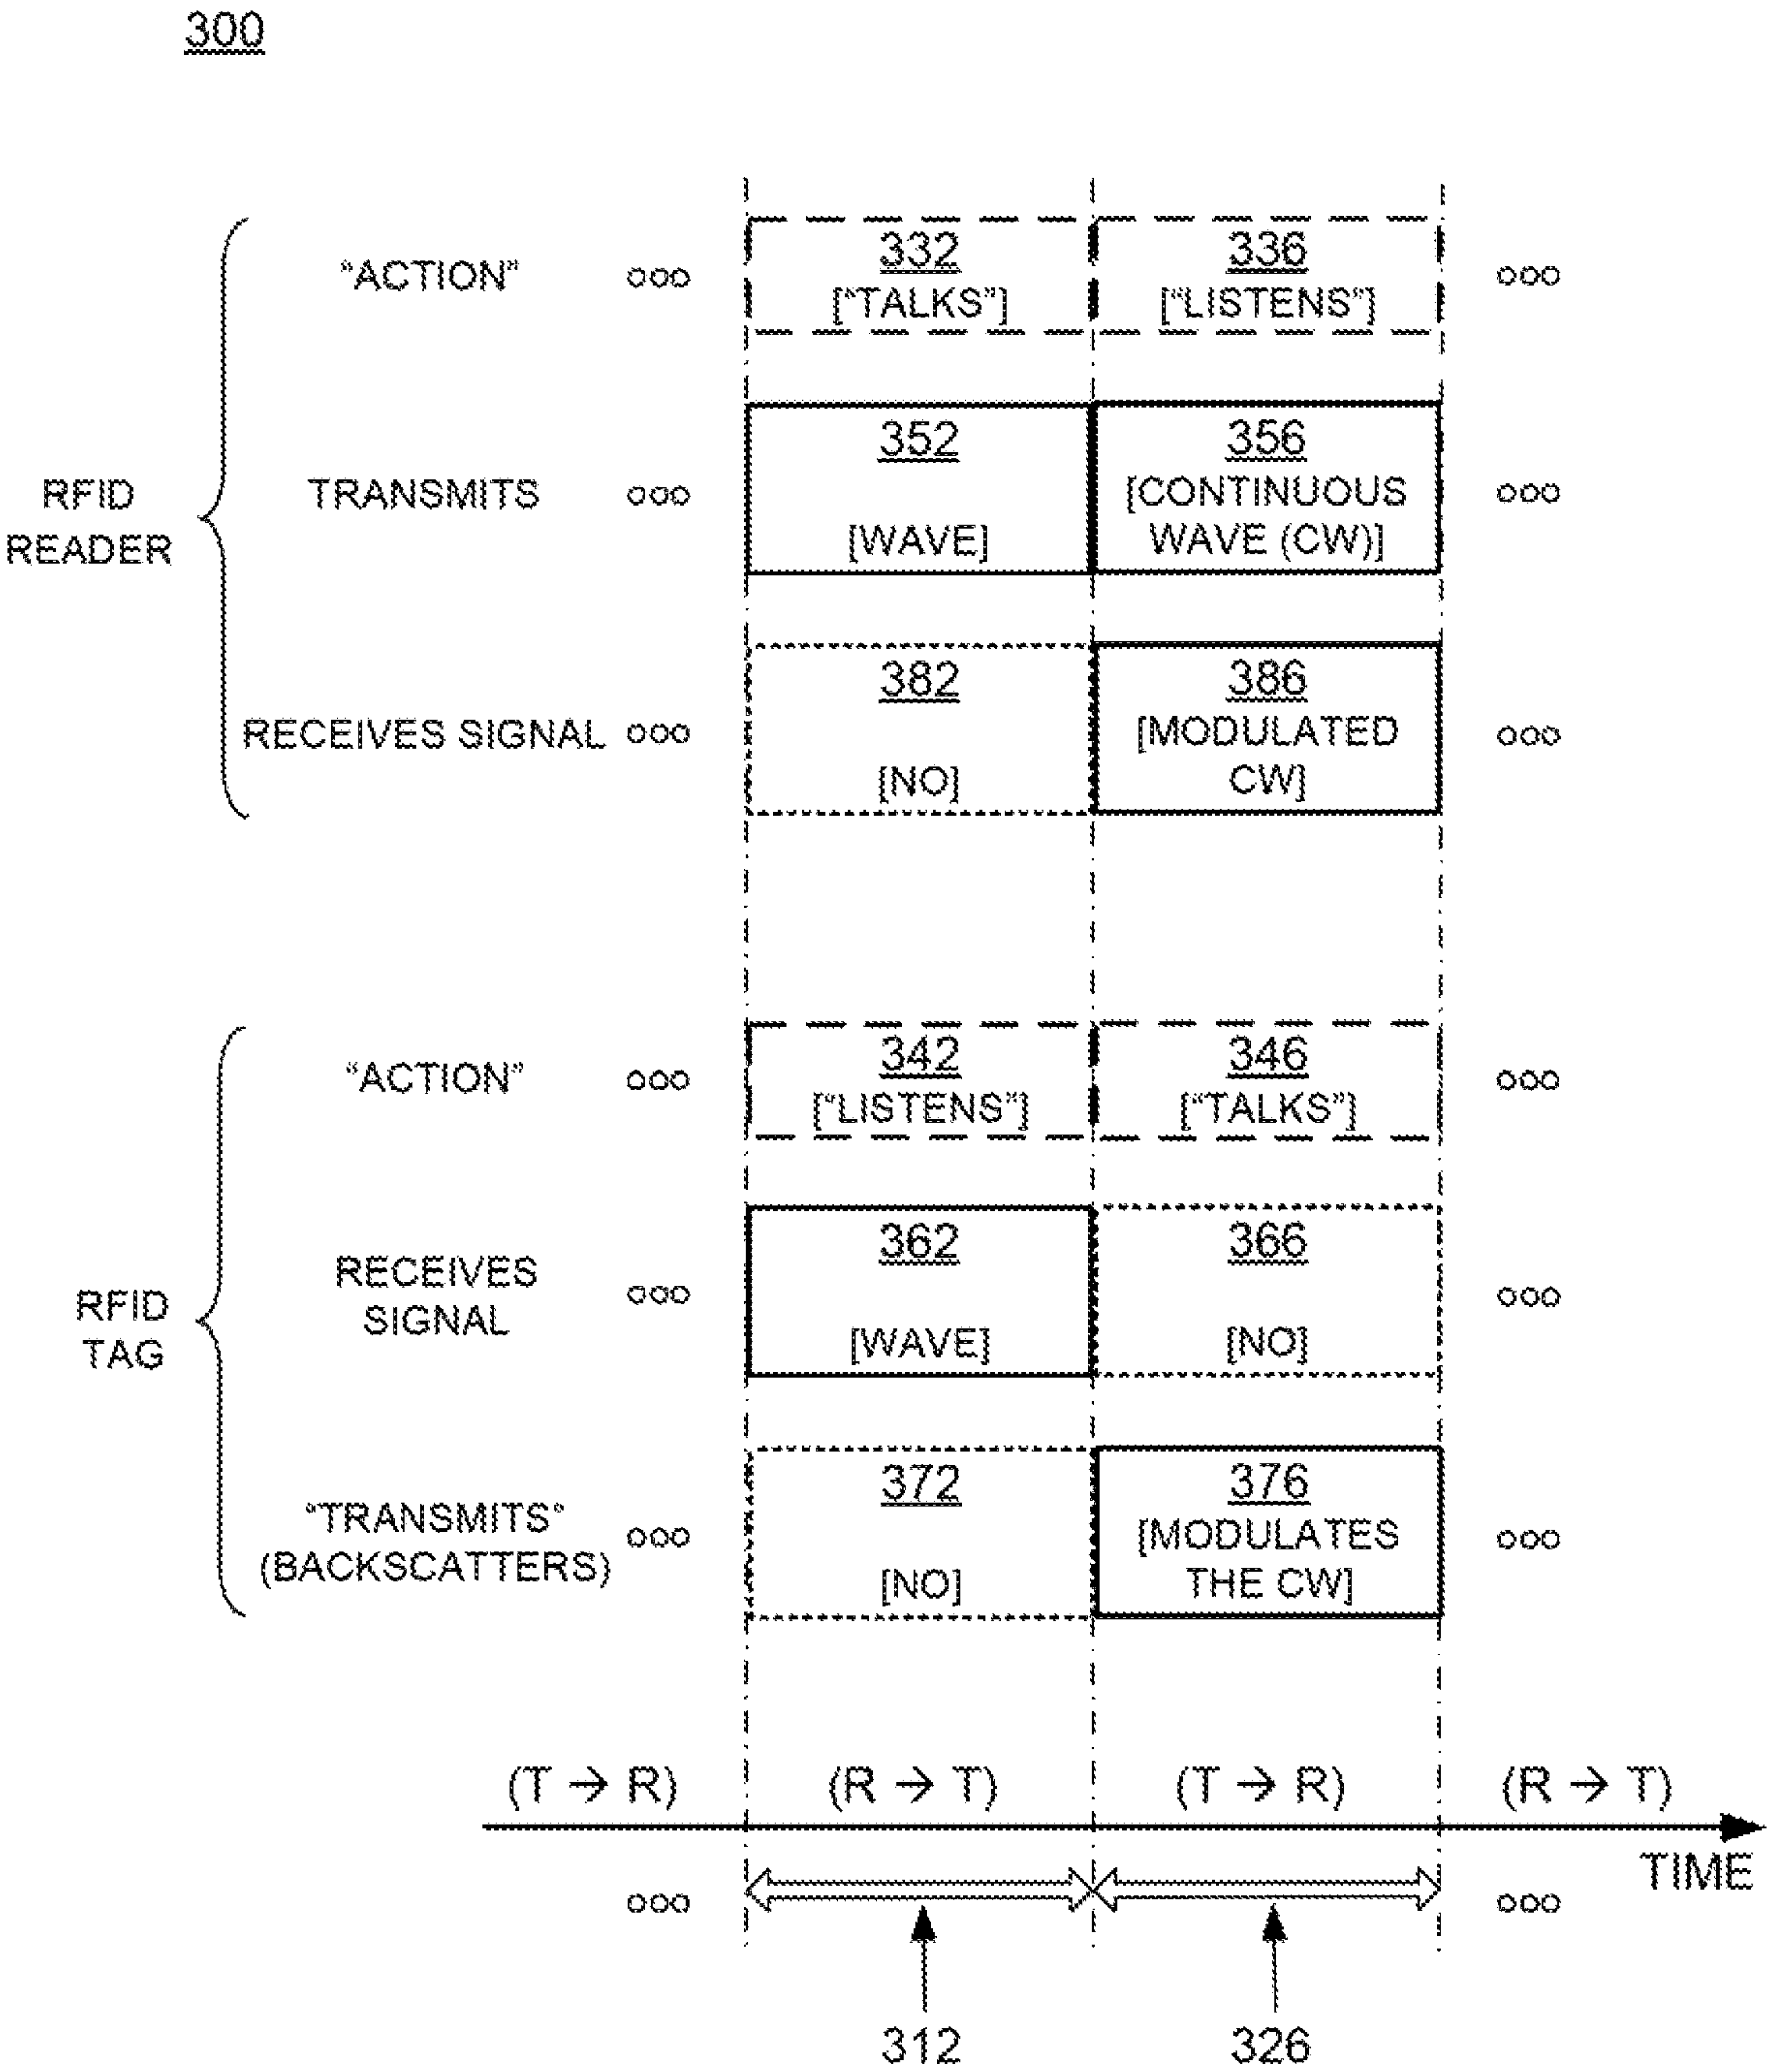 300
"ACTION"
332
["TALKS"]
336
["LISTENS"]
RFID
READER
TRANSMITS
352
[WAVE]
356
[CONTINUOUS
WAVE (CW)]
RECEIVES SIGNAL
382
[NO]
386
[MODULATED
CW]
"ACTION"
342
["LISTENS"]
346
["TALKS"]
RFID
TAG
RECEIVES
SIGNAL
362
[WAVE]
366
[NO]
"TRANSMITS"
(BACKSCATTERS)
372
[NO]
376
[MODULATES
THE CW]
(T → R) (R → T) (T → R) (R → T)
TIME
312 326